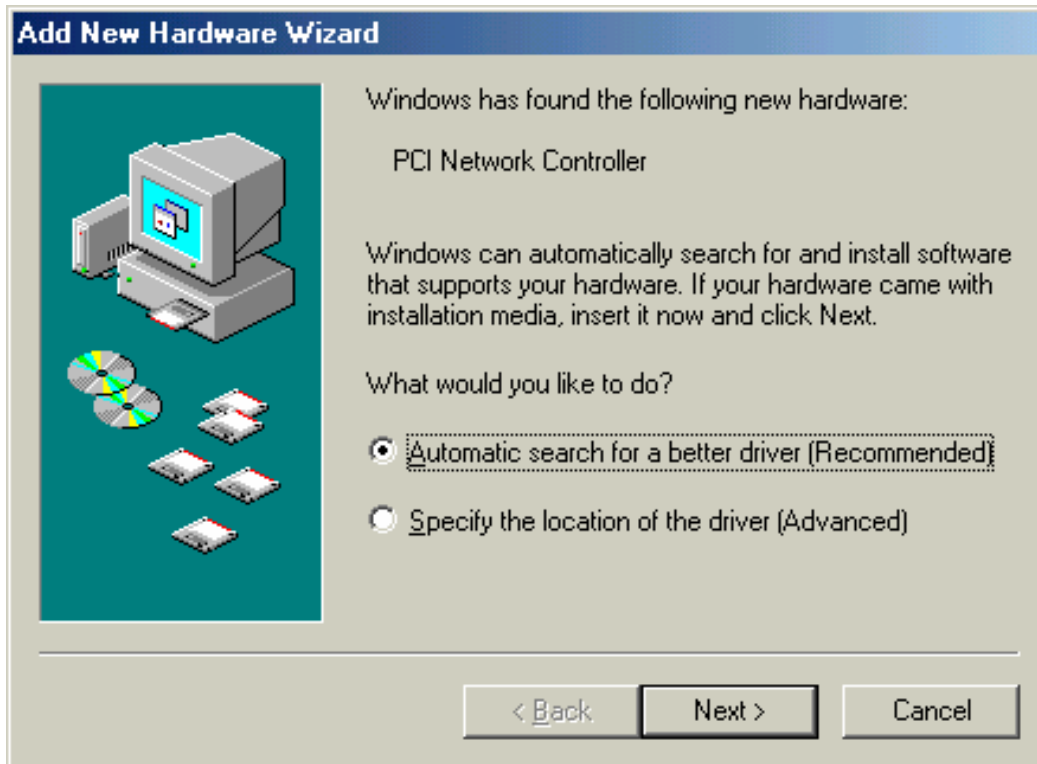 Add New Hardware Wizard
Windows has found the following new hardware:
PCI Network Controller
Windows can automatically search for and install software
that supports your hardware. If your hardware came with
installation media, insert it now and click Next.
What would you like to do?
Automatic search for a better driver (Recommended)
Specify the location of the driver (Advanced)
< Back Next > Cancel